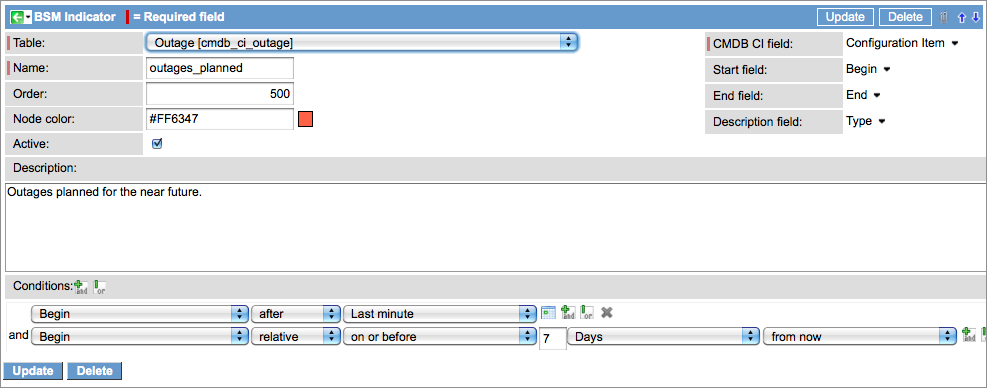 BSM Indicator = Required field Update Delete
Table: Outage [cmdb_ci_outage] CMDB CI field: Configuration Item
Name: outages_planned Start field: Begin
Order: 500 End field: End
Node color: #FF6347 Description field: Type
Active:
Description:
Outages planned for the near future.
Conditions: and or
Begin after Last minute and or
and Begin relative on or before 7 Days from now and
Update Delete